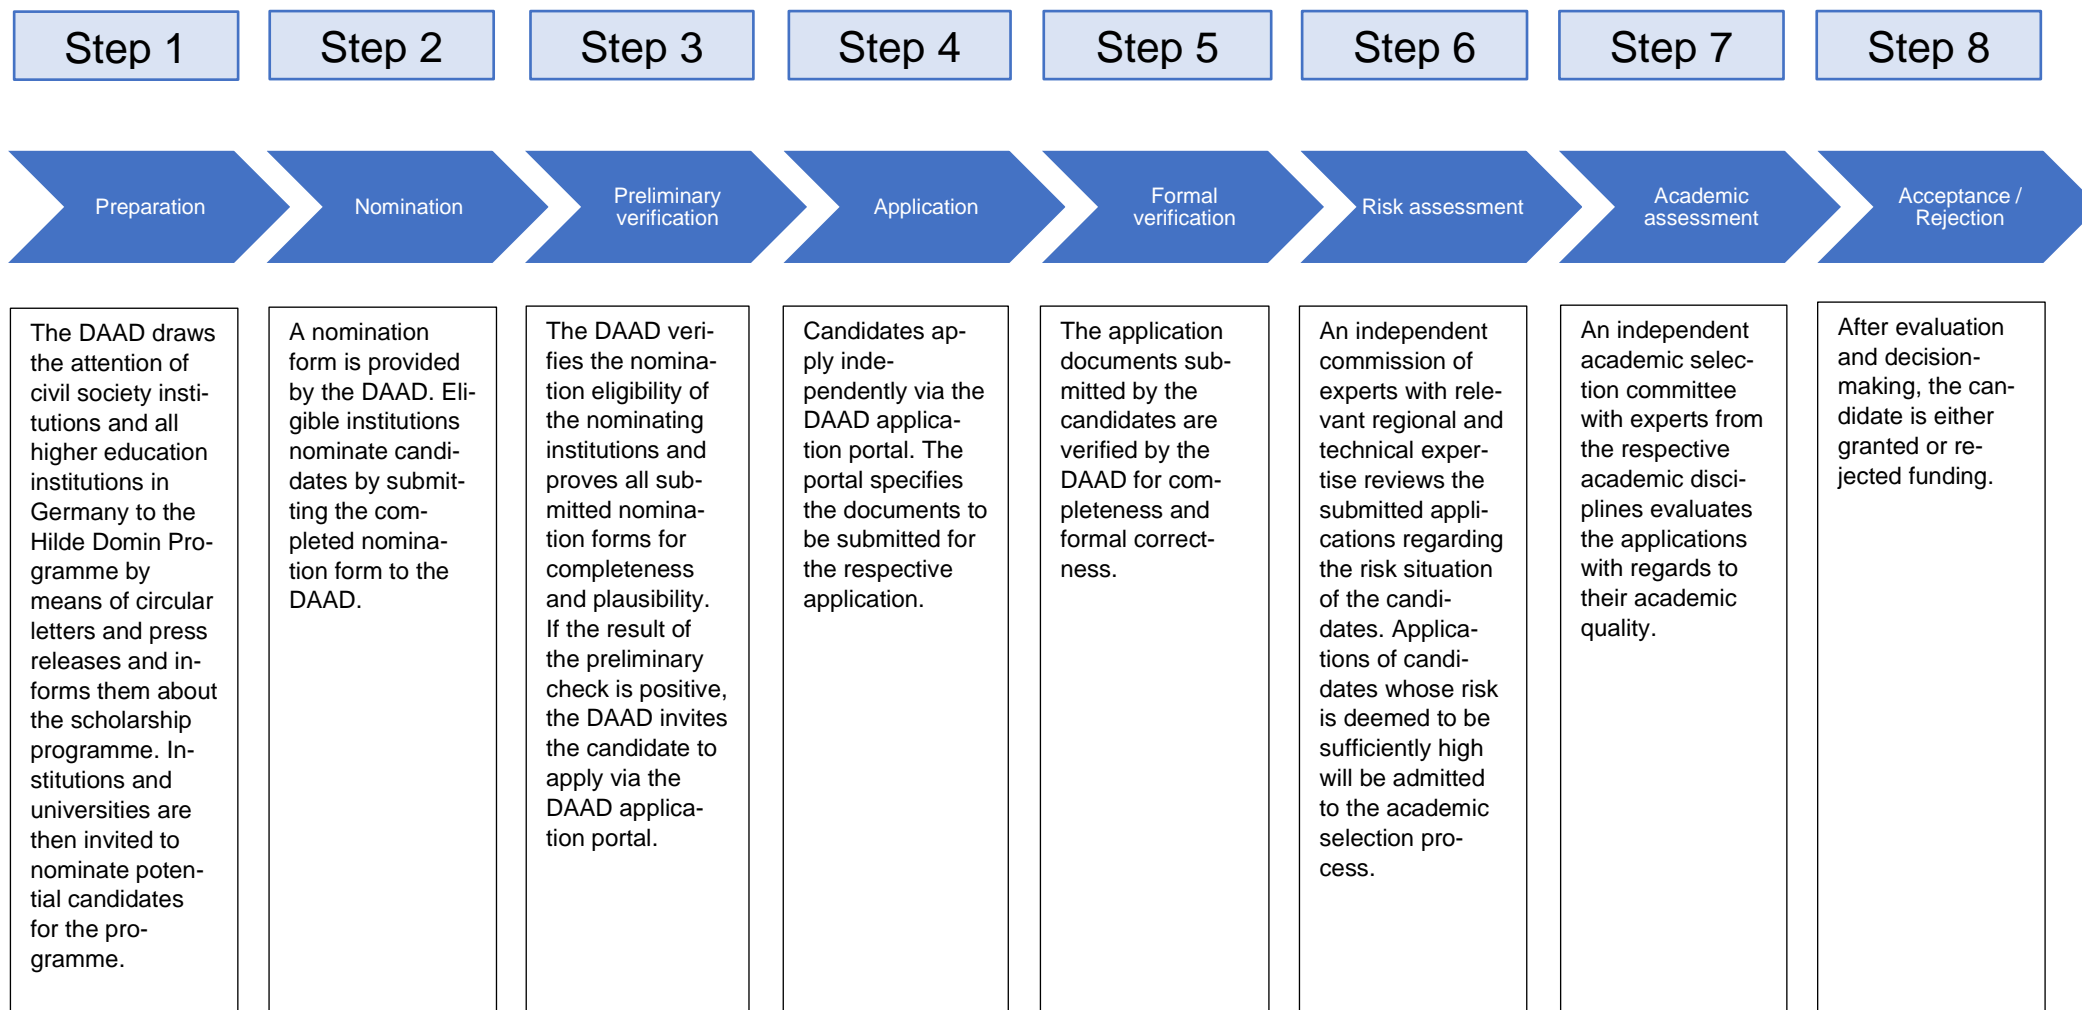 Step 1
Step 2
Step 3
Step 4
Step 5
Step 6
Step 7
Step 8
Preparation
Nomination
Preliminary
verification
Application
Formal
verification
Risk assessment
Academic
assessment
Acceptance /
Rejection
The DAAD draws
the attention of
civil society insti-
tutions and all
higher education
institutions in
Germany to the
Hilde Domin Pro-
gramme by
means of circular
letters and press
releases and in-
forms them about
the scholarship
programme. In-
stitutions and
universities are
then invited to
nominate poten-
tial candidates
for the pro-
gramme.
A nomination
form is provided
by the DAAD. Eli-
gible institutions
nominate candi-
dates by submit-
ting the com-
pleted nomina-
tion form to the
DAAD.
The DAAD veri-
fies the nomina-
tion eligibility of
the nominating
institutions and
proves all sub-
mitted nomina-
tion forms for
completeness
and plausibility.
If the result of
the preliminary
check is positive,
the DAAD invites
the candidate to
apply via the
DAAD applica-
tion portal.
Candidates ap-
ply inde-
pendently via the
DAAD applica-
tion portal. The
portal specifies
the documents to
be submitted for
the respective
application.
The application
documents sub-
mitted by the
candidates are
verified by the
DAAD for com-
pleteness and
formal correct-
ness.
An independent
commission of
experts with rele-
vant regional and
technical exper-
tise reviews the
submitted appli-
cations regarding
the risk situation
of the candi-
dates. Applica-
tions of candi-
dates whose risk
is deemed to be
sufficiently high
will be admitted
to the academic
selection pro-
cess.
An independent
academic selec-
tion committee
with experts from
the respective
academic disci-
plines evaluates
the applications
with regards to
their academic
quality.
After evaluation
and decision-
making, the can-
didate is either
granted or re-
jected funding.